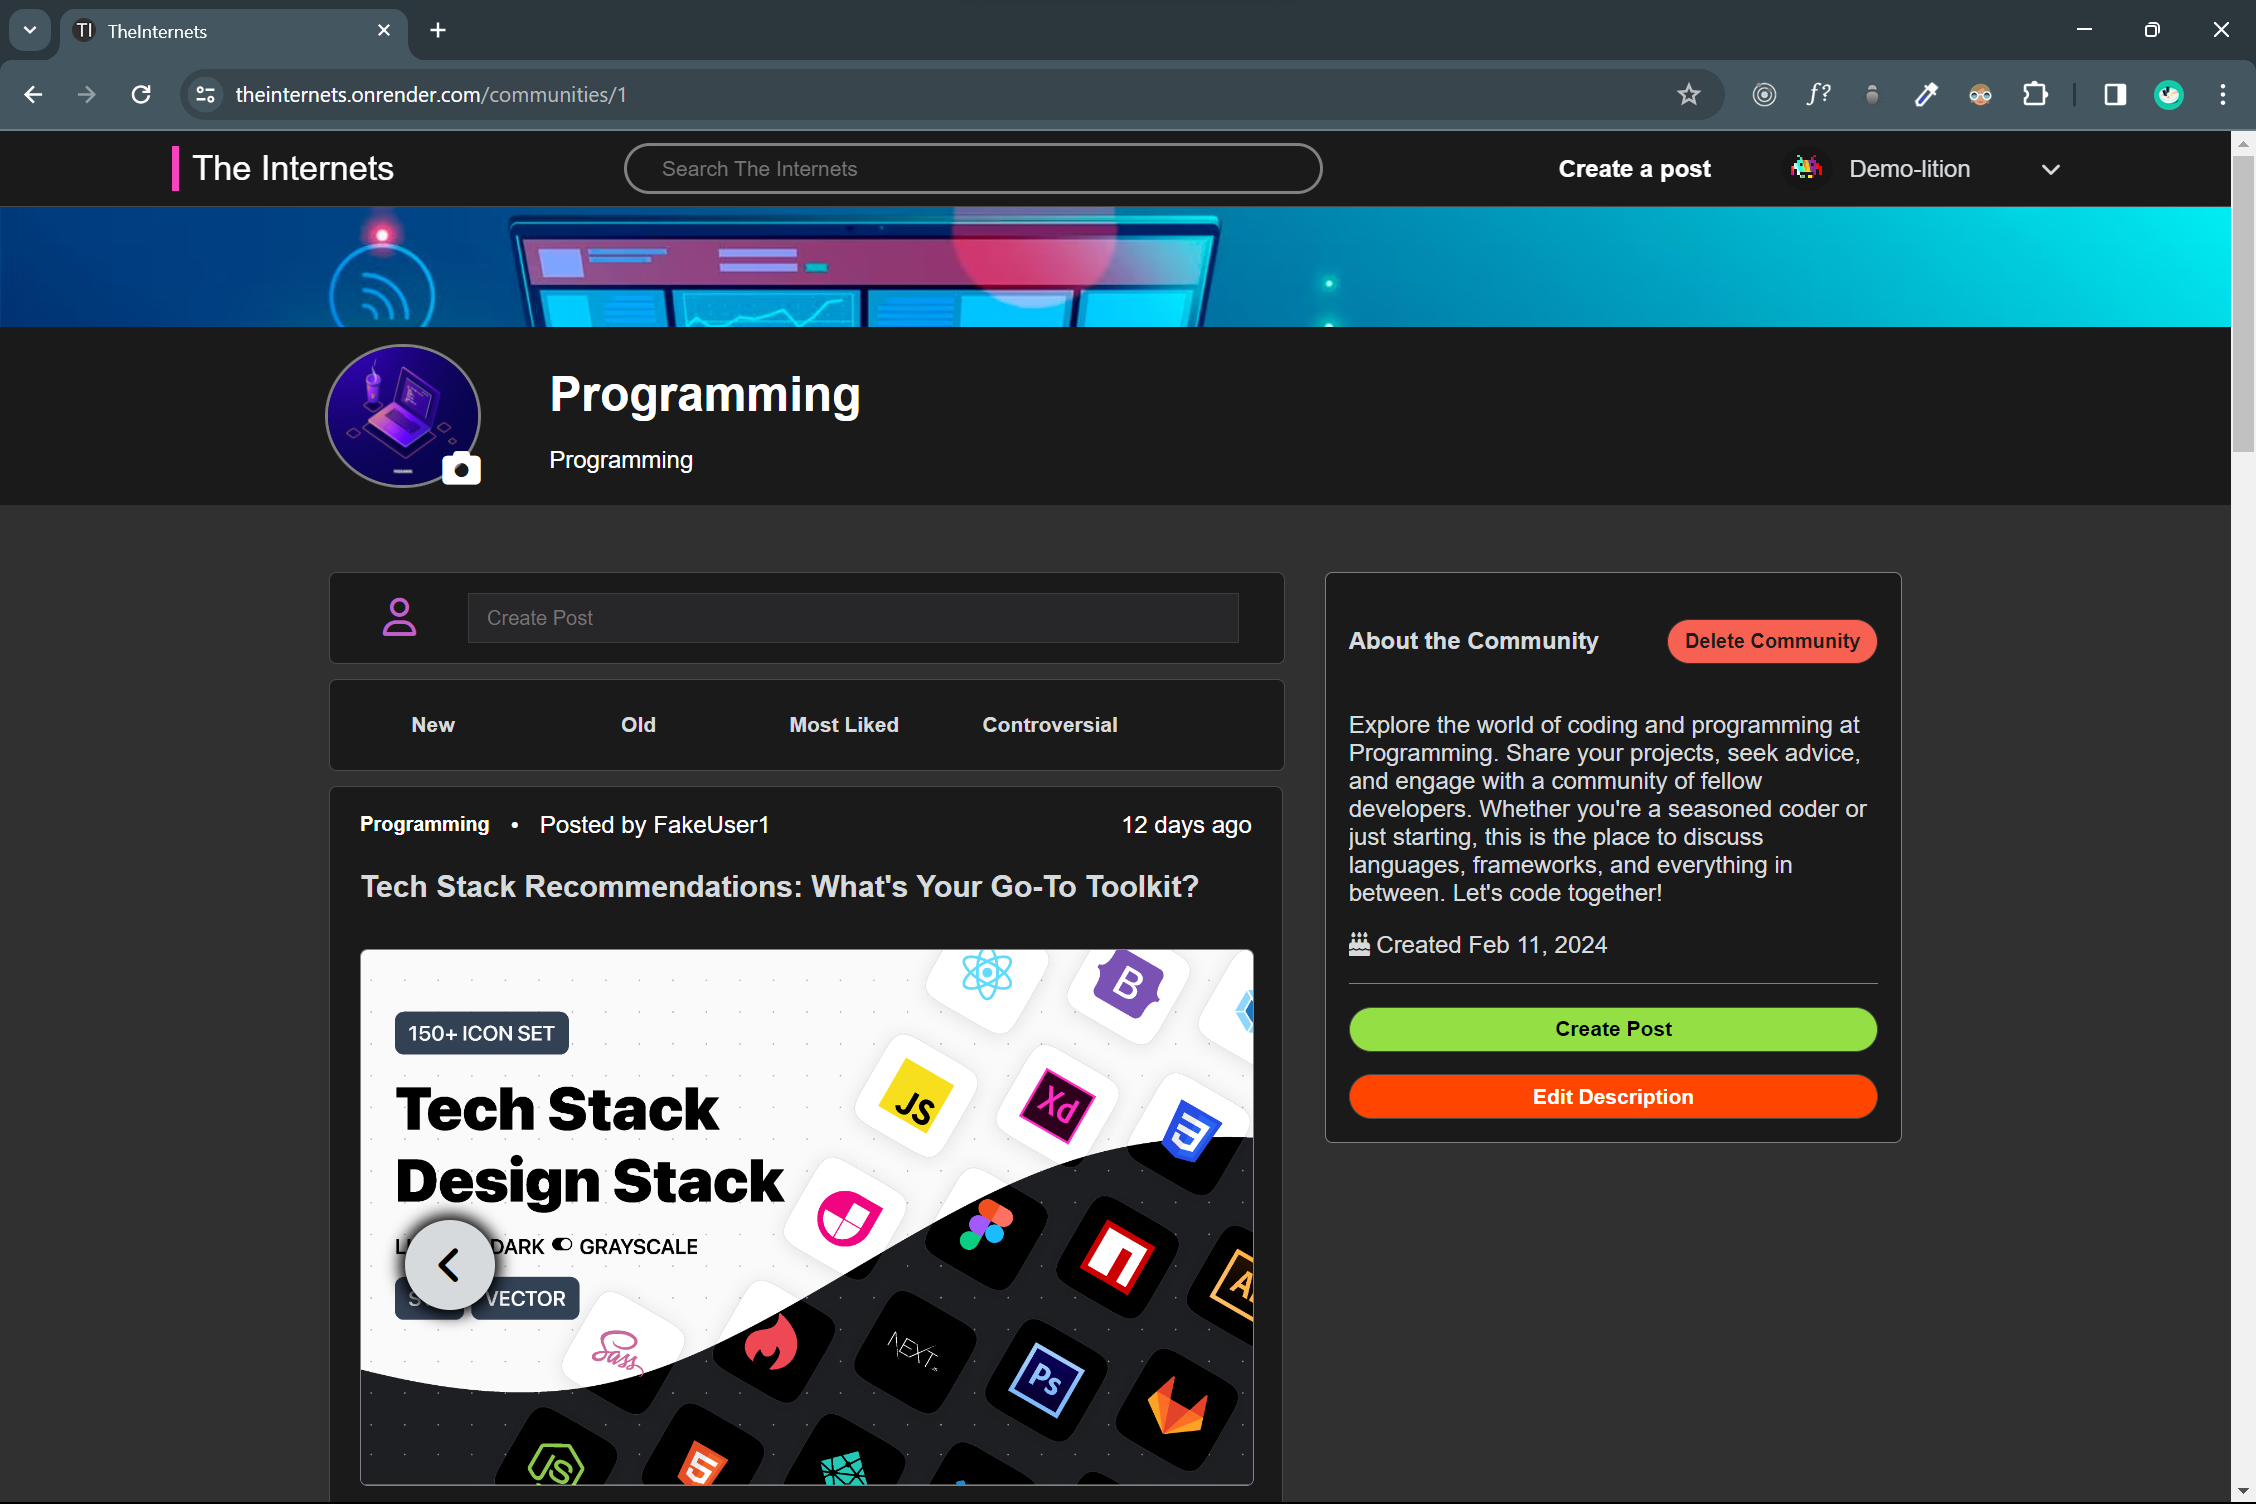 TI TheInternets
theinternets.onrender.com/communities/1
f?
The Internets
Search The Internets
Create a post
Demo-lition
Programming
Programming
Create Post
New
Old
Most Liked
Controversial
Programming • Posted by FakeUser1
12 days ago
Tech Stack Recommendations: What's Your Go-To Toolkit?
150+ ICON SET
Tech Stack
Design Stack
DARK GRAYSCALE
VECTOR
B
JS
Xd
Sass
NEXT
Ps
JS
5
About the Community
Delete Community
Explore the world of coding and programming at
Programming. Share your projects, seek advice,
and engage with a community of fellow
developers. Whether you're a seasoned coder or
just starting, this is the place to discuss
languages, frameworks, and everything in
between. Let's code together!
Created Feb 11, 2024
Create Post
Edit Description